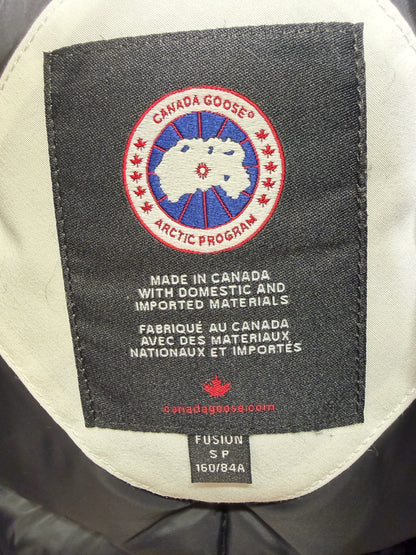 CANADA GOOSE®
ARCTIC PROGRAM
MADE IN CANADA
WITH DOMESTIC AND
IMPORTED MATERIALS
FABRIQUÉ AU CANADA
AVEC DES MATERIAUX
NATIONAUX ET IMPORTÉS
canadagoose.com
FUSION
S P
160/84A